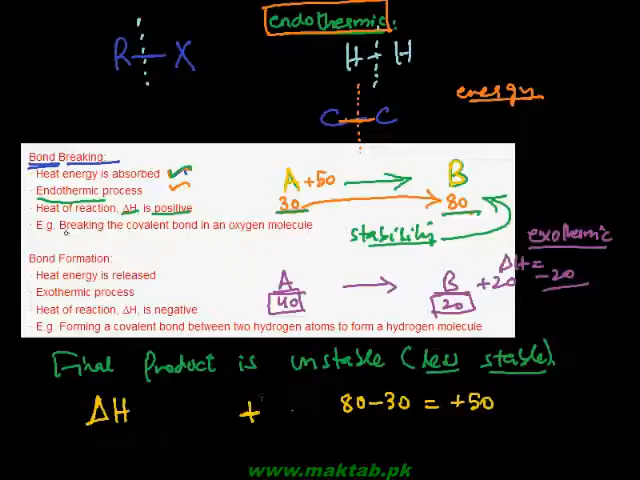 endothermic:
R-X
H-H
C-C
energy
Bond Breaking:
· Heat energy is absorbed
· Endothermic process
· Heat of reaction, ΔH, is positive
· E.g. Breaking the covalent bond in an oxygen molecule
A +50 → B
30 80
stability
exothermic
Bond Formation:
· Heat energy is released
· Exothermic process
· Heat of reaction, ΔH, is negative
· E.g. Forming a covalent bond between two hydrogen atoms to form a hydrogen molecule
A → B +20
40 20
ΔH = -20
Final product is unstable (less stable).
ΔH + 80-30 = +50
www.maktab.pk